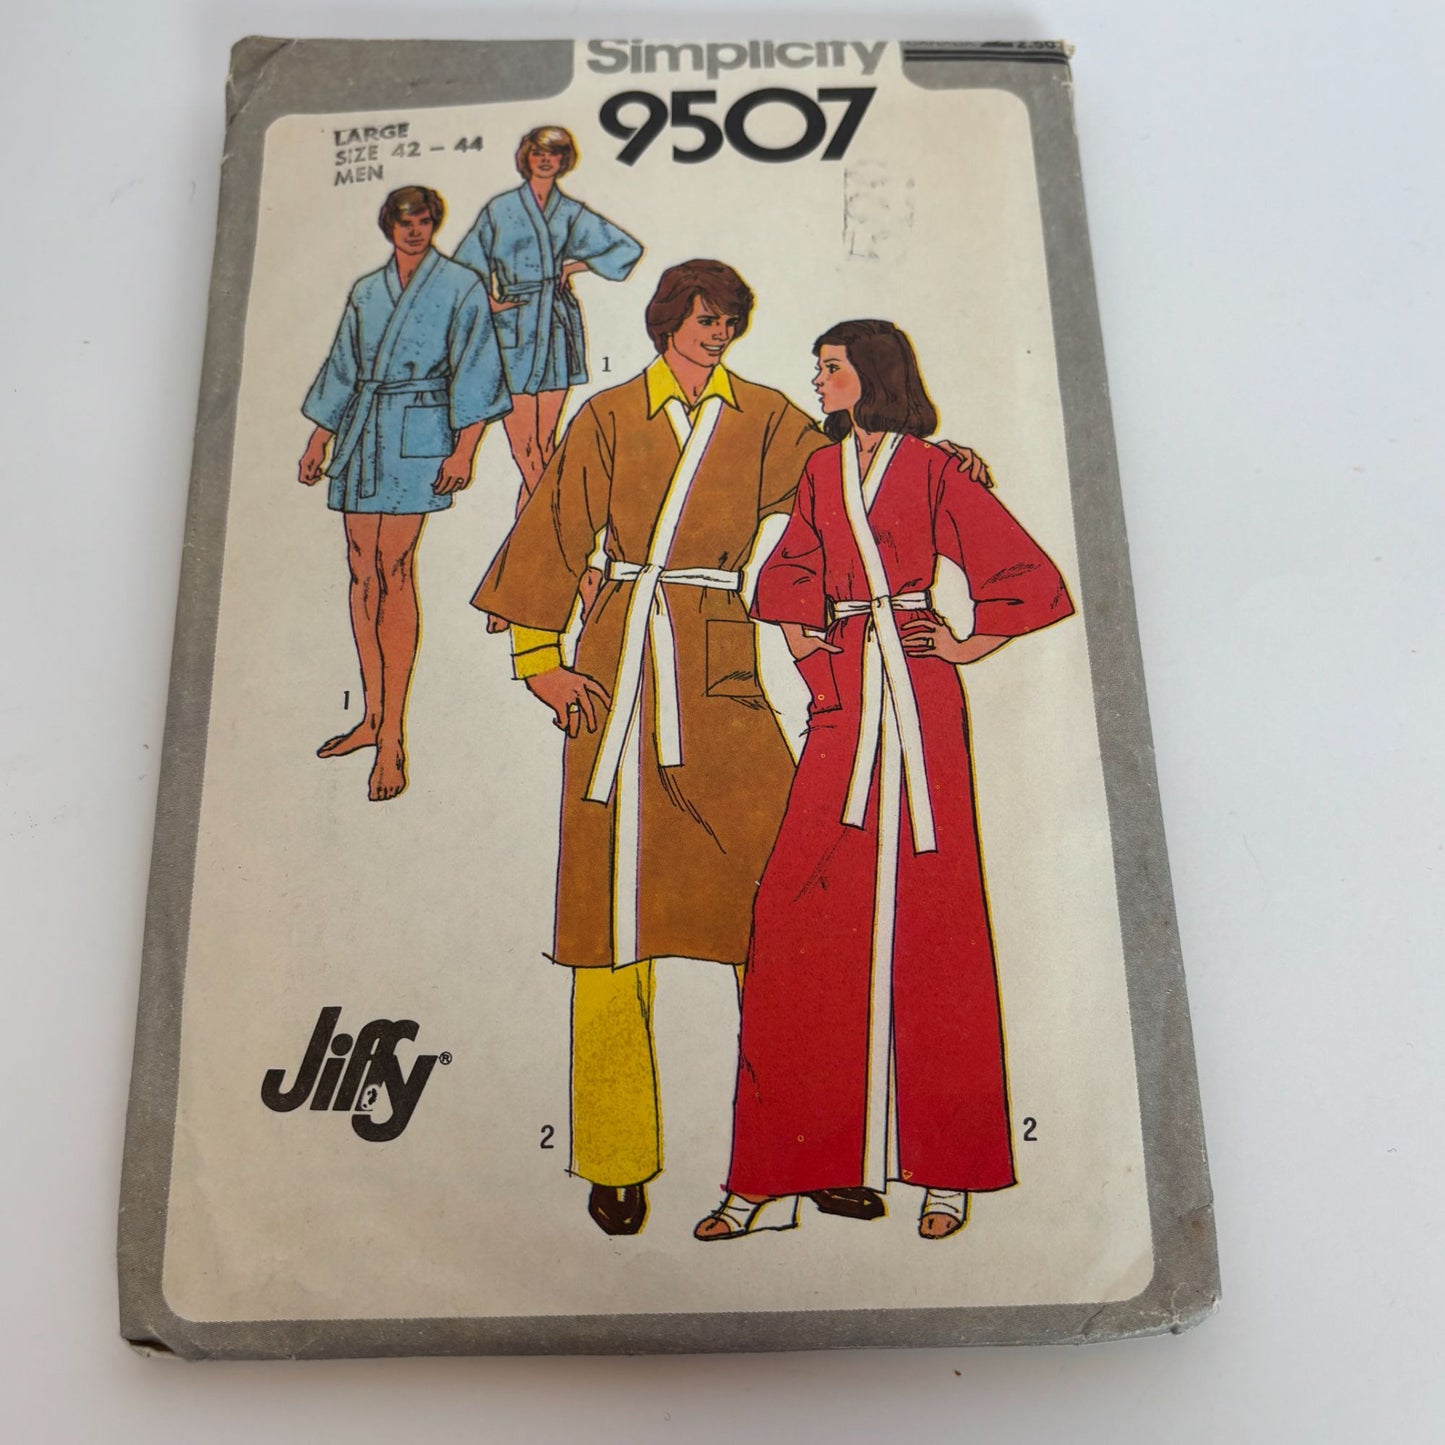 Simplicity
9507
LARGE
SIZE 42 - 44
MEN
1
1
Jiffy®
2
2